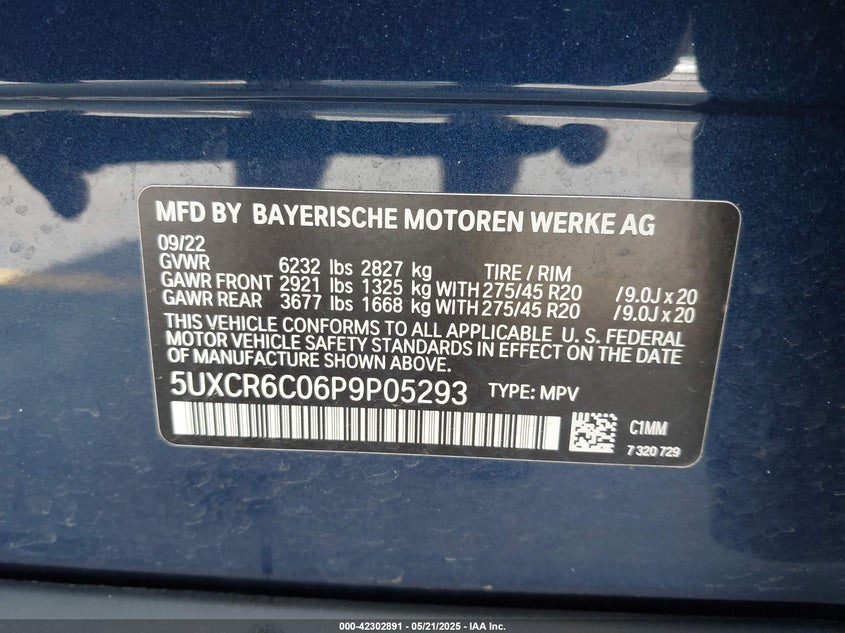 MFD BY BAYERISCHE MOTOREN WERKE AG
09/22
GVWR 6232 lbs 2827 kg TIRE / RIM
GAWR FRONT 2921 lbs 1325 kg WITH 275/45 R20 / 9.0J x 20
GAWR REAR 3677 lbs 1668 kg WITH 275/45 R20 / 9.0J x 20
THIS VEHICLE CONFORMS TO ALL APPLICABLE U. S. FEDERAL
MOTOR VEHICLE SAFETY STANDARDS IN EFFECT ON THE DATE
OF MANUFACTURE SHOWN ABOVE.
5UXCR6C06P9P05293 TYPE: MPV
C1MM
7 320 729
000-42302891 - 05/21/2025 - IAA Inc.